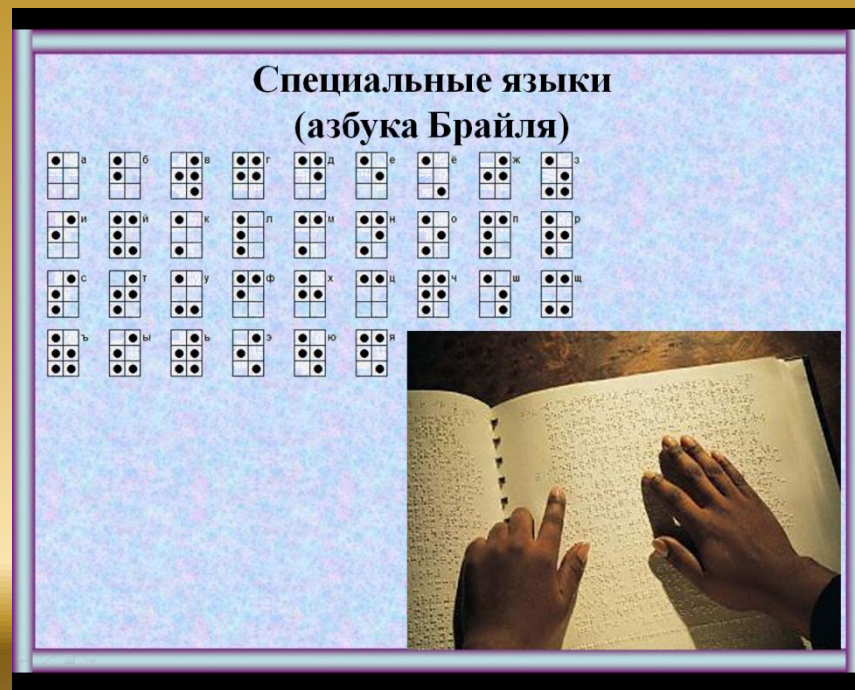 Специальные языки
(азбука Брайля)
а б в г д е ё ж з
и й к л м н о п р
с т у ф х ц ч ш щ
ъ ы ь э ю я